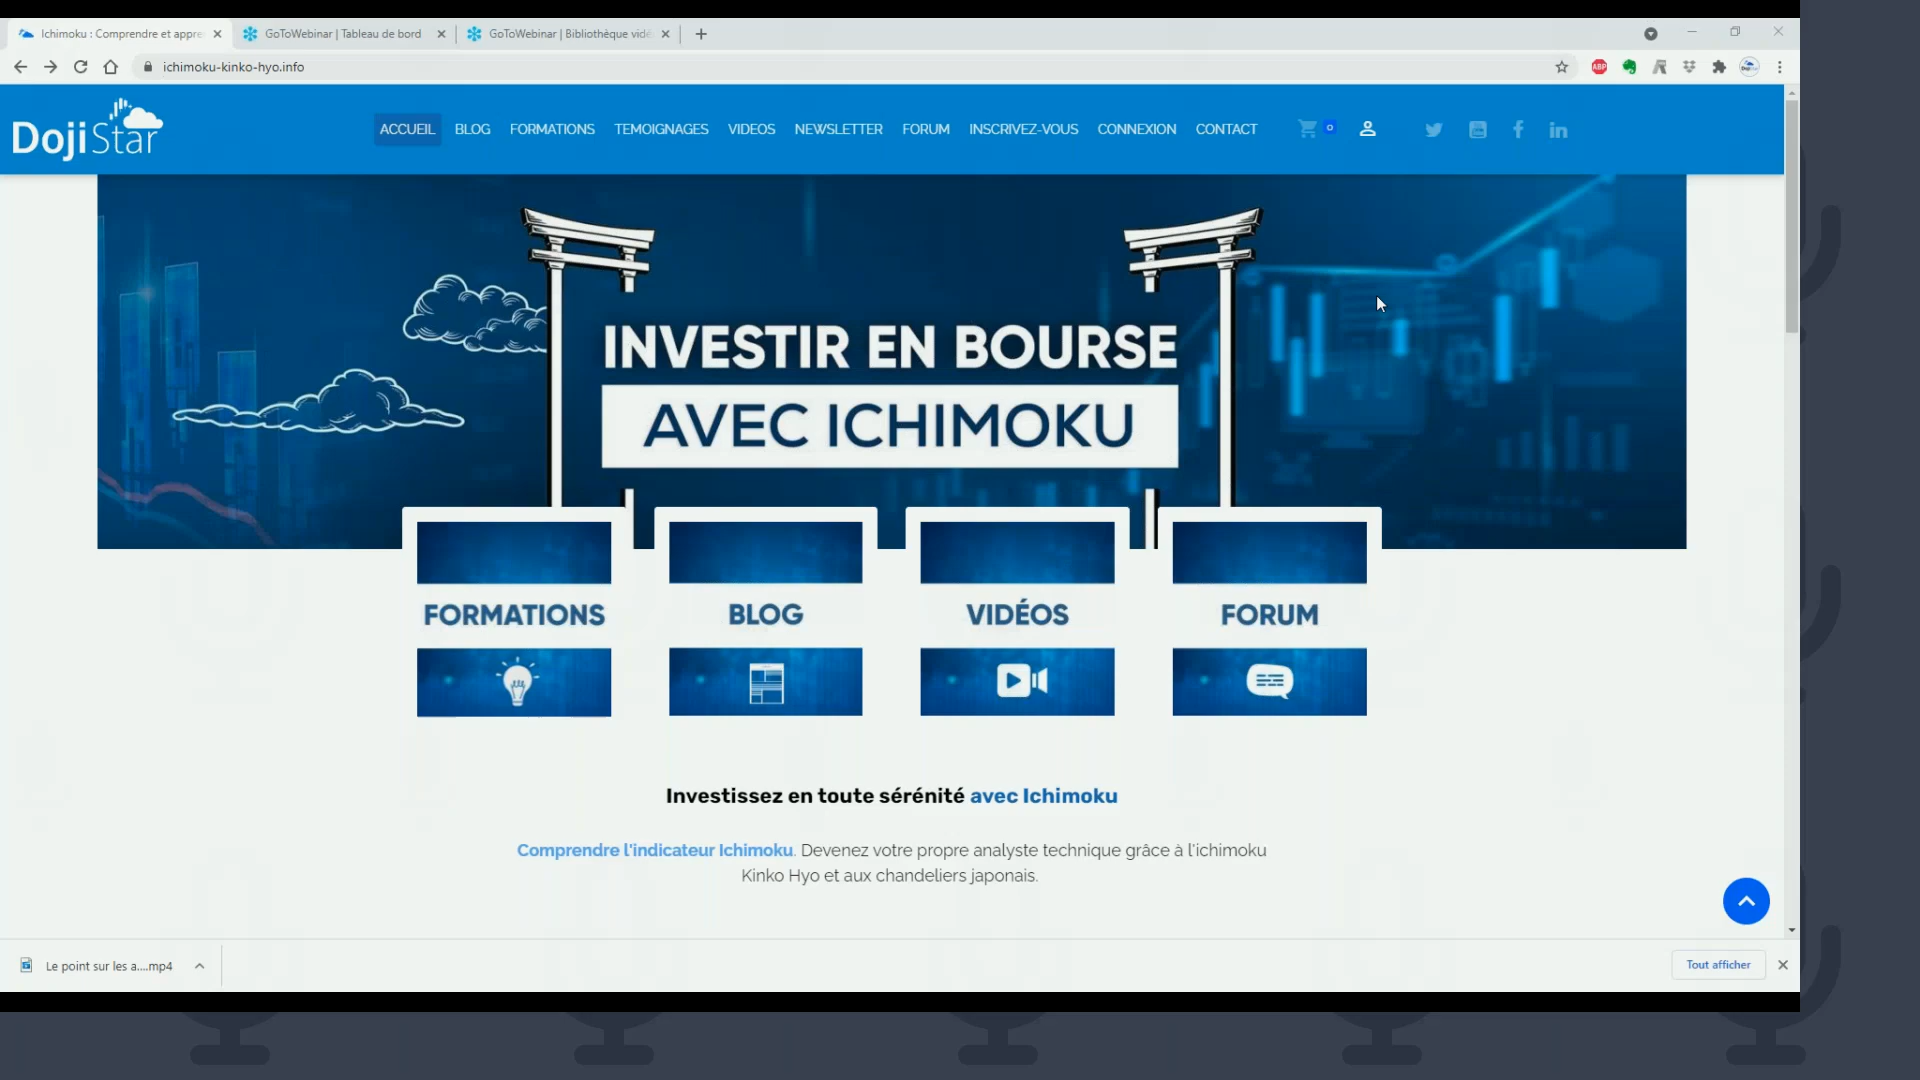 Ichimoku : Comprendre et appre
GoToWebinar | Tableau de bord
GoToWebinar | Bibliothèque vidé
ichimoku-kinko-hyo.info
ABP
DojiStar
ACCUEIL
BLOG
FORMATIONS
TEMOIGNAGES
VIDEOS
NEWSLETTER
FORUM
INSCRIVEZ-VOUS
CONNEXION
CONTACT
0
INVESTIR EN BOURSE
AVEC ICHIMOKU
FORMATIONS
BLOG
VIDÉOS
FORUM
Investissez en toute sérénité avec Ichimoku
Comprendre l'indicateur Ichimoku. Devenez votre propre analyste technique grâce à l'ichimoku
Kinko Hyo et aux chandeliers japonais.
Le point sur les a....mp4
Tout afficher